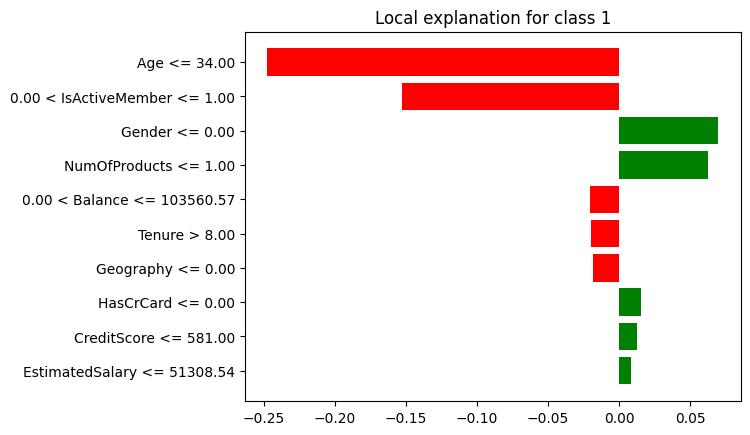 Local explanation for class 1
Age <= 34.00
0.00 < IsActiveMember <= 1.00
Gender <= 0.00
NumOfProducts <= 1.00
0.00 < Balance <= 103560.57
Tenure > 8.00
Geography <= 0.00
HasCrCard <= 0.00
CreditScore <= 581.00
EstimatedSalary <= 51308.54
−0.25 −0.20 −0.15 −0.10 −0.05 0.00 0.05